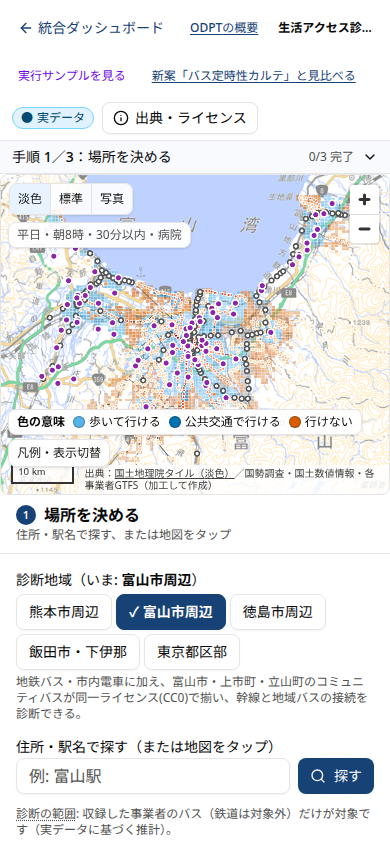 ← 統合ダッシュボード
ODPTの概要
生活アクセス診…
実行サンプルを見る
新案「バス定時性カルテ」と見比べる
実データ
出典・ライセンス
手順 1／3：場所を決める
0/3 完了
淡色
標準
写真
平日・朝8時・30分以内・病院
山
湾
生地鼻
E8
・1238
E8
色の意味
歩いて行ける
公共交通で行ける
行けない
凡例・表示切替
富
山
10 km
・1145
出典：国土地理院タイル（淡色）／国勢調査・国土数値情報・各
事業者GTFS（加工して作成）
1
場所を決める
住所・駅名で探す、または地図をタップ
診断地域（いま: 富山市周辺）
熊本市周辺
✓ 富山市周辺
徳島市周辺
飯田市・下伊那
東京都区部
地鉄バス・市内電車に加え、富山市・上市町・立山町のコミュニ
ティバスが同一ライセンス(CC0)で揃い、幹線と地域バスの接続を
診断できる。
住所・駅名で探す（または地図をタップ）
例: 富山駅
探す
診断の範囲: 収録した事業者のバス（鉄道は対象外）だけが対象で
す（実データに基づく推計）。